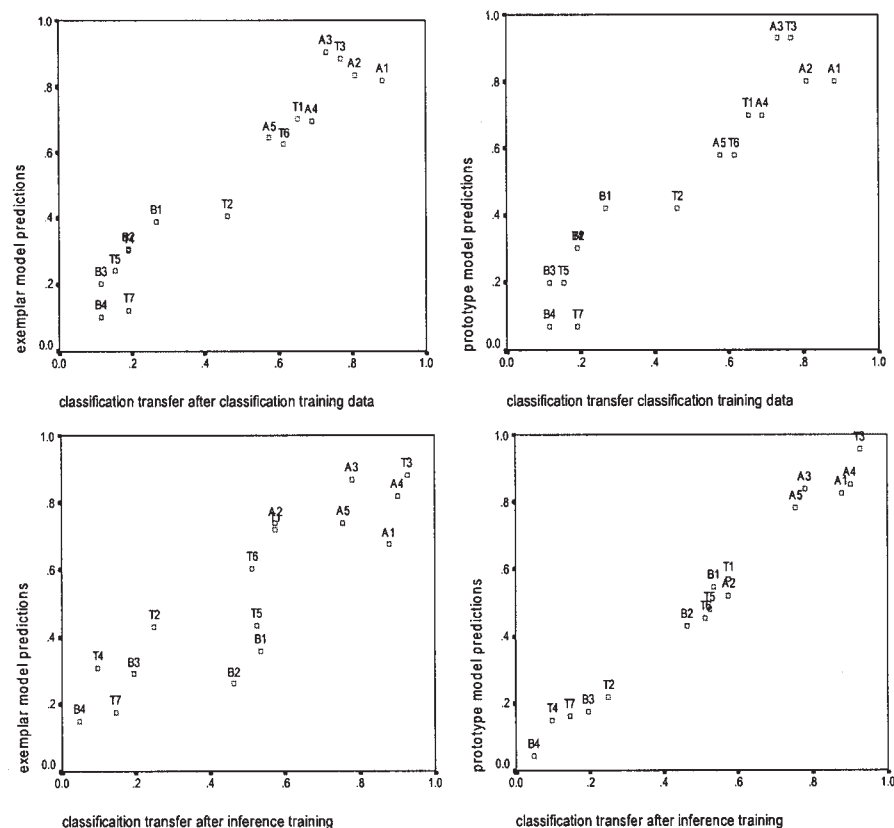 exemplar model predictions
1.0
.8
.6
.4
.2
0.0
A3
T3
A2
A1
T1
A4
A5
T6
B1
T2
B2
T5
B3
B4
T7
0.0 .2 .4 .6 .8 1.0
classification transfer after classification training data
prototype model predictions
1.0
.8
.6
.4
.2
0.0
A3 T3
A2 A1
T1 A4
A5 T6
B1
T2
B3 T5
B4 T7
0.0 .2 .4 .6 .8 1.0
classification transfer classification training data
exemplar model predictions
1.0
.8
.6
.4
.2
0.0
T3
A3
A4
A2
A5
A1
T6
T5
T2
B1
T4
B3
B2
T7
B4
0.0 .2 .4 .6 .8 1.0
classificaition transfer after inference training
prototype model predictions
1.0
.8
.6
.4
.2
0.0
T3
A4
A3
A1
A5
T1
B1
A2
T5
T6
B2
T2
B3
T7
T4
B4
0.0 .2 .4 .6 .8 1.0
classification transfer after inference training